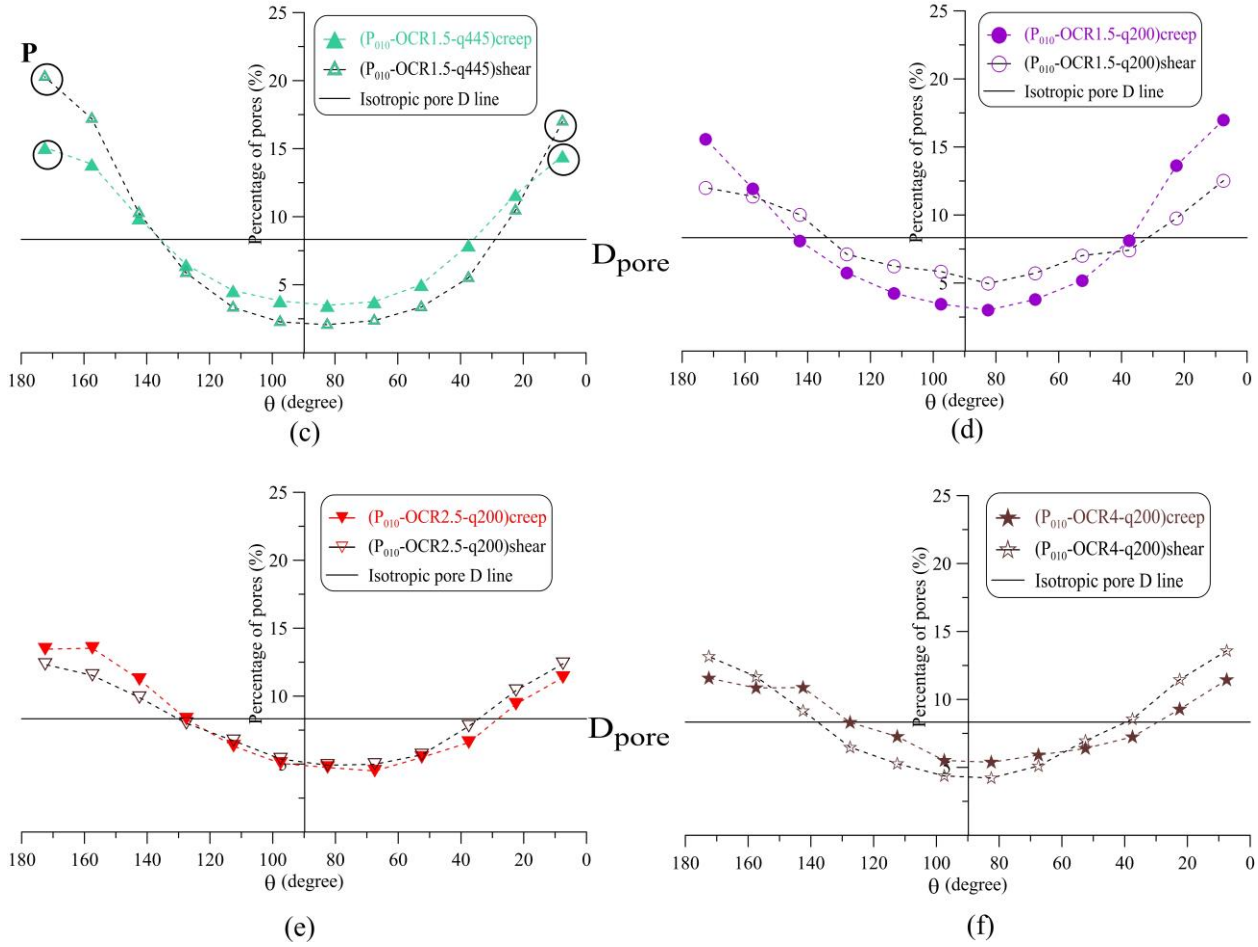 P
Percentage of pores (%)
25
20
15
10
5
(P₀₁₀-OCR1.5-q445)creep
(P₀₁₀-OCR1.5-q445)shear
Isotropic pore D line
D_pore
180 160 140 120 100 80 60 40 20 0
θ (degree)
(c)
Percentage of pores (%)
25
20
15
10
5
(P₀₁₀-OCR1.5-q200)creep
(P₀₁₀-OCR1.5-q200)shear
Isotropic pore D line
180 160 140 120 100 80 60 40 20 0
θ (degree)
(d)
Percentage of pores (%)
25
20
15
10
5
(P₀₁₀-OCR2.5-q200)creep
(P₀₁₀-OCR2.5-q200)shear
Isotropic pore D line
D_pore
180 160 140 120 100 80 60 40 20 0
θ (degree)
(e)
Percentage of pores (%)
25
20
15
10
5
(P₀₁₀-OCR4-q200)creep
(P₀₁₀-OCR4-q200)shear
Isotropic pore D line
180 160 140 120 100 80 60 40 20 0
θ (degree)
(f)